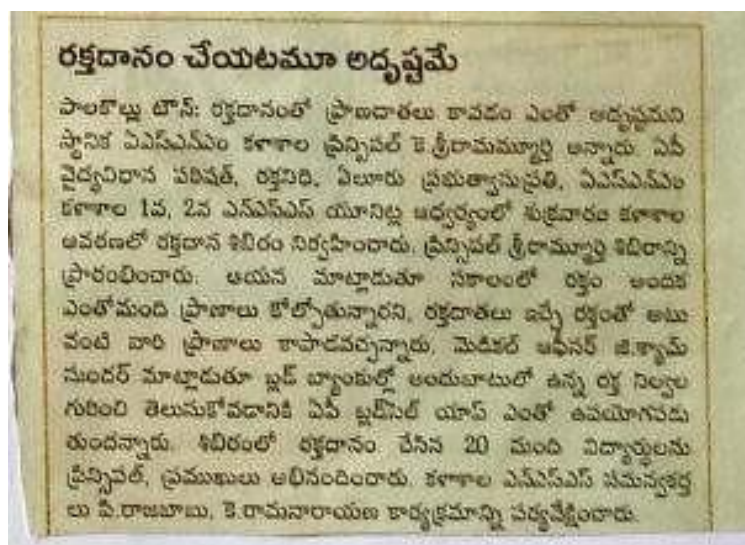 రక్తదానం చేయటమూ అదృష్టమే
పాలకొల్లు టౌన్: రక్తదానంతో ప్రాణదాతలు కావడం ఎంతో అదృష్టమని
స్థానిక ఏఎస్ఎన్ఎం కళాశాల ప్రిన్సిపల్ కె.శ్రీరామమ్మూర్తి అన్నారు. ఏపీ
వైద్యవిధాన పరిషత్, రక్తనిధి, ఏలూరు ప్రభుత్వాసుపత్రి, ఏఎస్ఎన్ఎం
కళాశాల 1వ, 2వ ఎన్ఎస్ఎస్ యూనిట్ల ఆధ్వర్యంలో శుక్రవారం కళాశాల
ఆవరణలో రక్తదాన శిబిరం నిర్వహించారు. ప్రిన్సిపల్ శ్రీరామ్మూర్తి శిబిరాన్ని
ప్రారంభించారు. ఆయన మాట్లాడుతూ సకాలంలో రక్తం అందక
ఎంతోమంది ప్రాణాలు కోల్పోతున్నారని, రక్తదాతలు ఇచ్చే రక్తంతో అటు
వంటి వారి ప్రాణాలు కాపాడవచ్చన్నారు. మెడికల్ ఆఫీసర్ జి.శ్యామ్
సుందర్ మాట్లాడుతూ బ్లడ్ బ్యాంకుల్లో అందుబాటులో ఉన్న రక్త నిల్వల
గురించి తెలుసుకోవడానికి ఏపీ బ్లడ్‌సెల్ యాప్ ఎంతో ఉపయోగపడు
తుందన్నారు. శిబిరంలో రక్తదానం చేసిన 20 మంది విద్యార్థులను
ప్రిన్సిపల్, ప్రముఖులు అభినందించారు. కళాశాల ఎన్ఎస్ఎస్ సమన్వయకర్త
లు పి.రాజబాబు, కె.రామనారాయణ కార్యక్రమాన్ని పర్యవేక్షించారు.